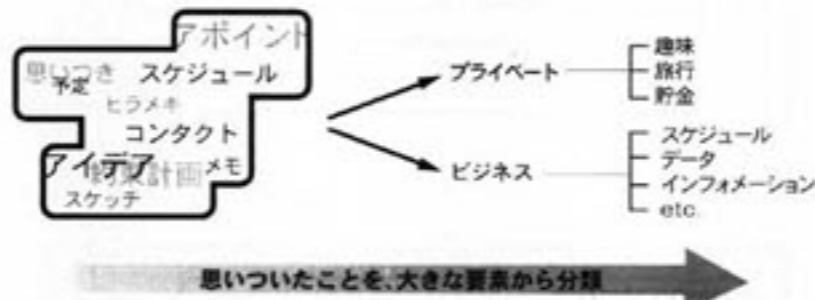 アポイント
思いつき
スケジュール
予定
ヒラメキ
コンタクト
アイデア
約束計画
メモ
スケッチ
プライベート
趣味
旅行
貯金
ビジネス
スケジュール
データ
インフォメーション
etc.
思いついたことを、大きな要素から分類